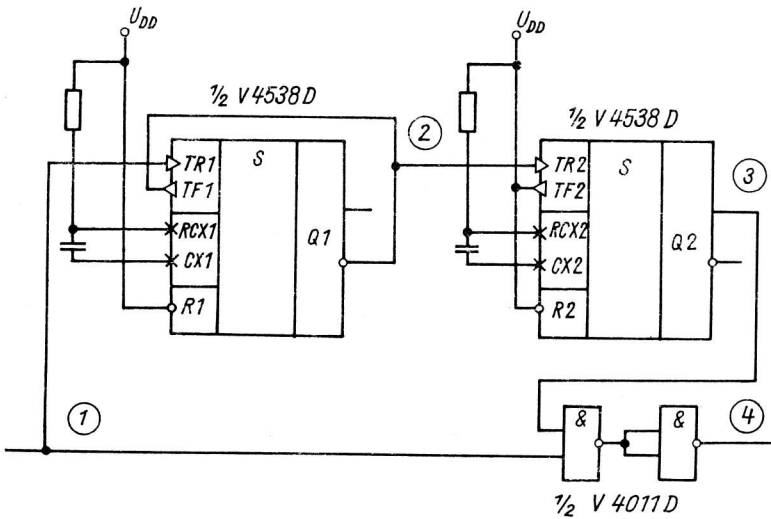 U_DD
U_DD
½ V 4538 D
2
½ V 4538 D
TR1
S
TF1
RCX1
Q1
CX1
R1
TR2
S
TF2
3
RCX2
Q2
CX2
R2
1
&
&
4
½ V 4011 D